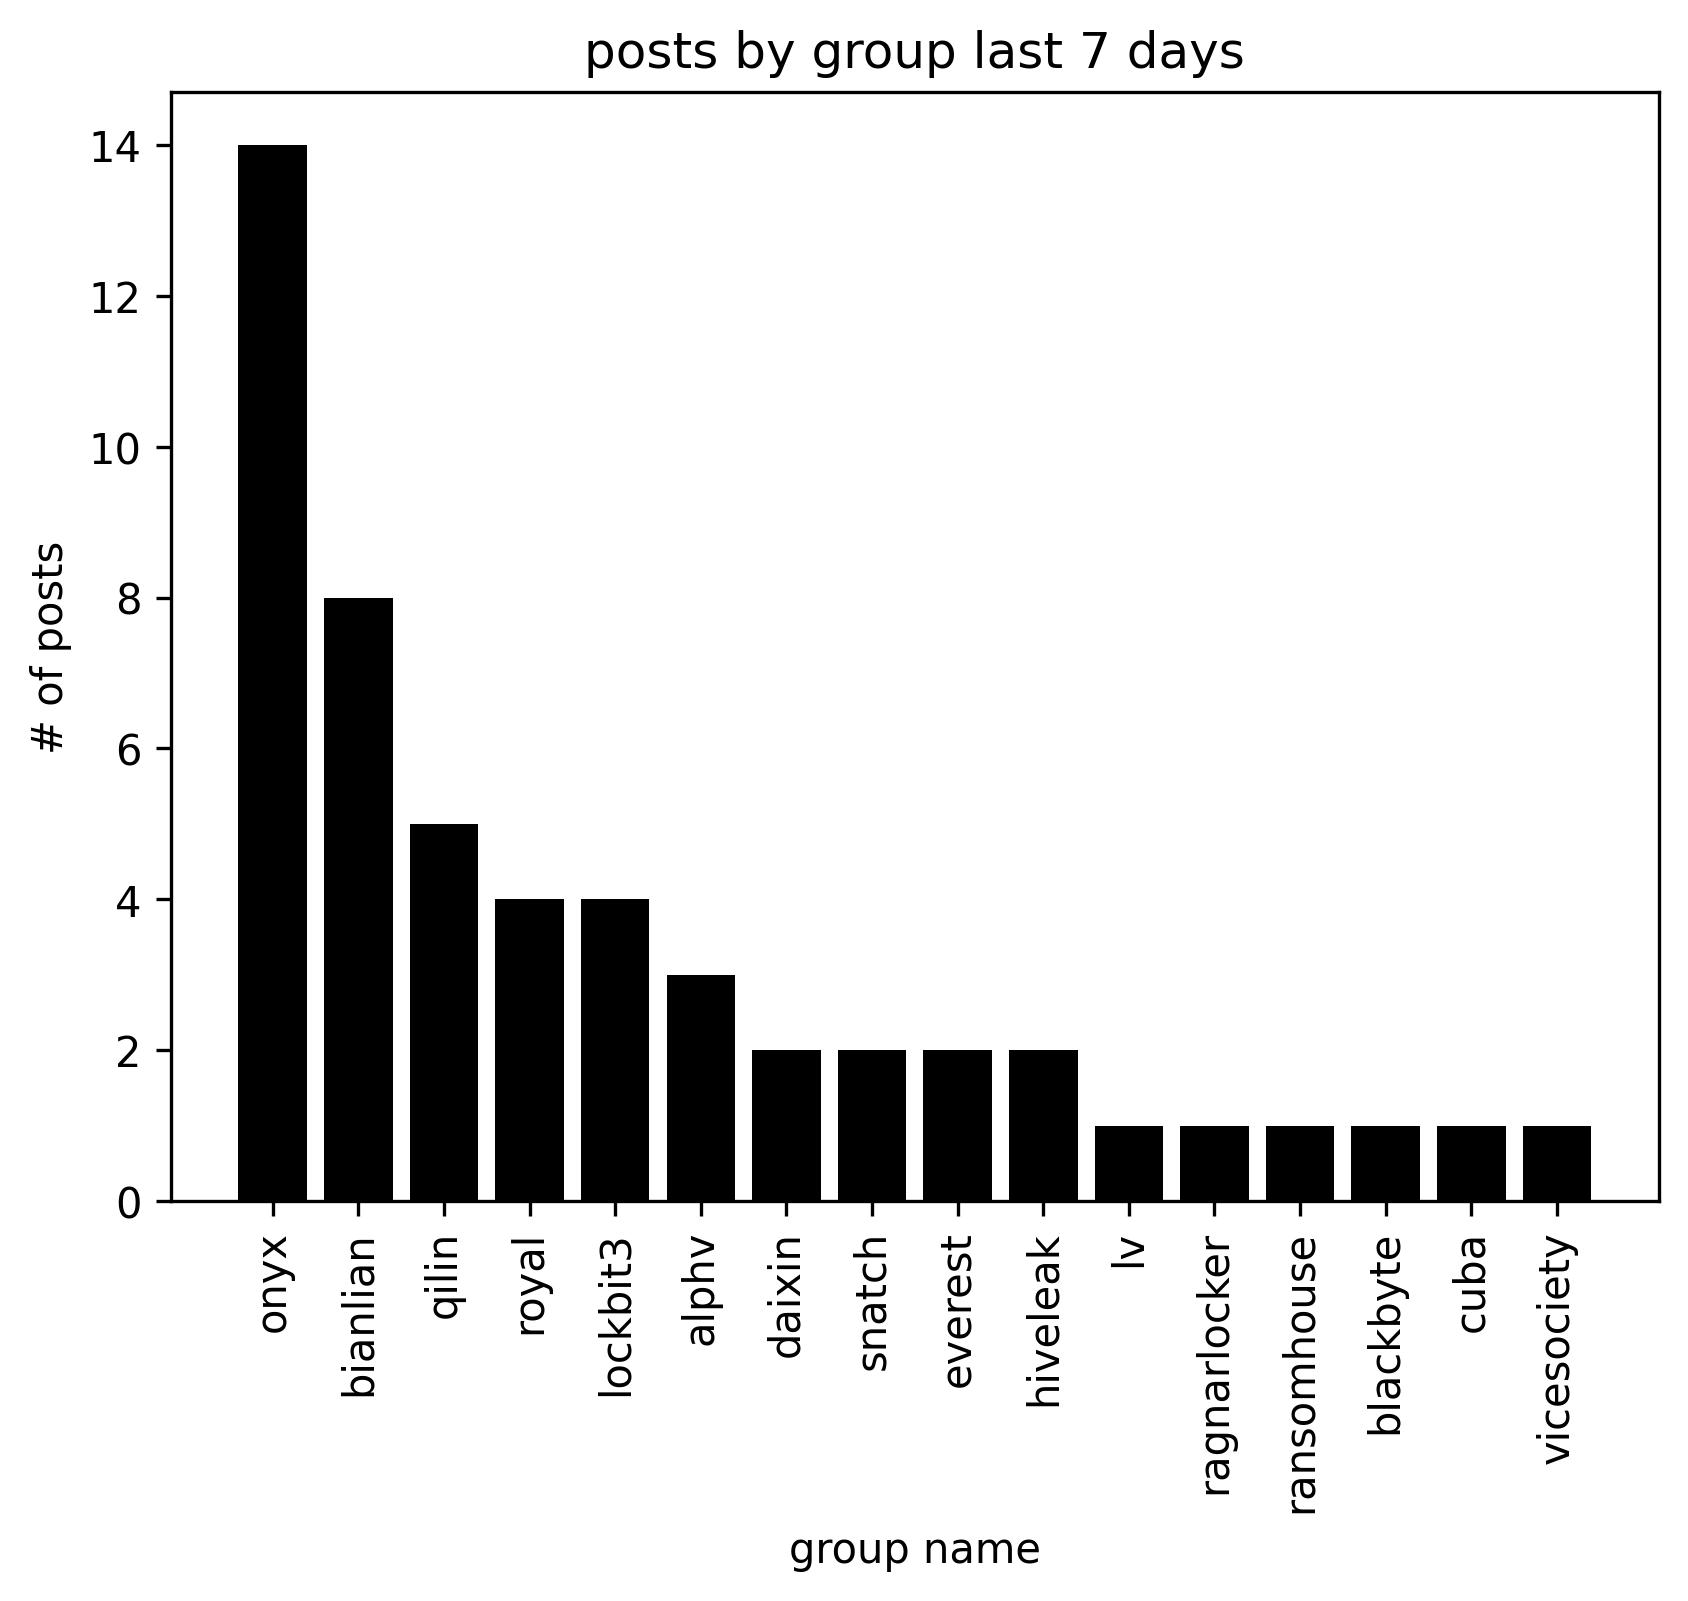 posts by group last 7 days
# of posts
14
12
10
8
6
4
2
0
onyx
bianlian
qilin
royal
lockbit3
alphv
daixin
snatch
everest
hiveleak
lv
ragnarlocker
ransomhouse
blackbyte
cuba
vicesociety
group name